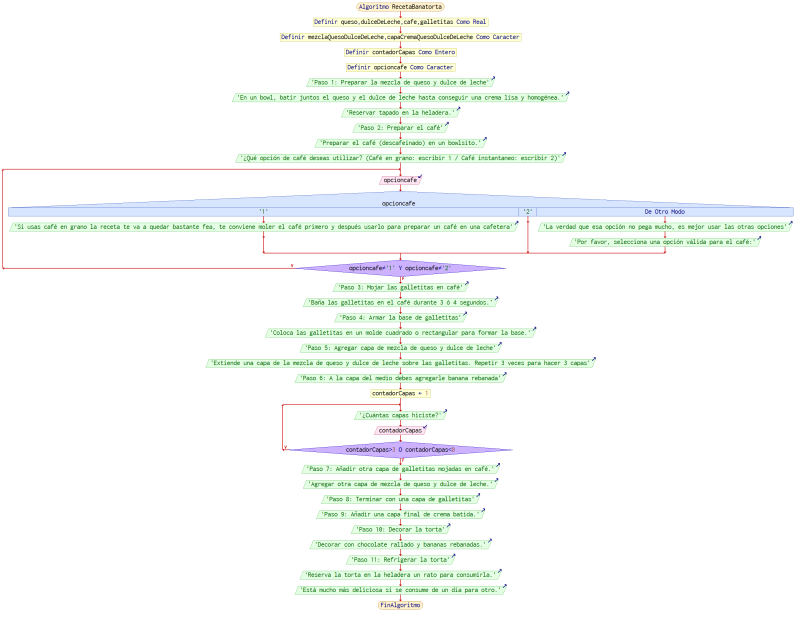 Algoritmo RecetaBanatorta
Definir queso,dulceDeLeche,cafe,galletitas Como Real
Definir mezclaQuesoDulceDeLeche,capaCremaQuesoDulceDeLeche Como Caracter
Definir contadorCapas Como Entero
Definir opcioncafe Como Caracter
'Paso 1: Preparar la mezcla de queso y dulce de leche'
'En un bowl, batir juntos el queso y el dulce de leche hasta conseguir una crema lisa y homogénea.'
'Reservar tapado en la heladera.'
'Paso 2: Preparar el café'
'Preparar el café (descafeinado) en un bowlsito.'
'¿Qué opción de café deseas utilizar? (Café en grano: escribir 1 / Café instantaneo: escribir 2)'
opcioncafe
opcioncafe
'1' '2' De Otro Modo
'Si usas café en grano la receta te va a quedar bastante fea, te conviene moler el café primero y después usarlo para preparar un café en una cafetera'
'La verdad que esa opción no pega mucho, es mejor usar las otras opciones'
'Por favor, selecciona una opción válida para el café:'
V
opcioncafe≠'1' Y opcioncafe≠'2'
F
'Paso 3: Mojar las galletitas en café'
'Baña las galletitas en el café durante 3 ó 4 segundos.'
'Paso 4: Armar la base de galletitas'
'Coloca las galletitas en un molde cuadrado o rectangular para formar la base.'
'Paso 5: Agregar capa de mezcla de queso y dulce de leche'
'Extiende una capa de la mezcla de queso y dulce de leche sobre las galletitas. Repetir 3 veces para hacer 3 capas'
'Paso 6: A la capa del medio debes agregarle banana rebanada'
contadorCapas ← 1
'¿Cuántas capas hiciste?'
contadorCapas
V
contadorCapas>3 O contadorCapas<0
F
'Paso 7: Añadir otra capa de galletitas mojadas en café.'
'Agregar otra capa de mezcla de queso y dulce de leche.'
'Paso 8: Terminar con una capa de galletitas'
'Paso 9: Añadir una capa final de crema batida.'
'Paso 10: Decorar la torta'
'Decorar con chocolate rallado y bananas rebanadas.'
'Paso 11: Refrigerar la torta'
'Reserva la torta en la heladera un rato para consumirla.'
'Está mucho más deliciosa si se consume de un día para otro.'
FinAlgoritmo